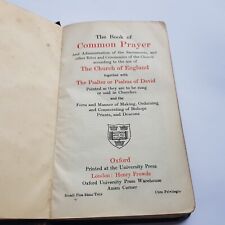 The Book of
Common Prayer
and Administration of the Sacraments, and
other Rites and Ceremonies of the Church
according to the use of
The Church of England
together with
The Psalter or Psalms of David
Pointed as they are to be sung
or said in Churches
and the
Form and Manner of Making, Ordaining
and Consecrating of Bishops
Priests, and Deacons
Oxford
Printed at the University Press
London: Henry Frowde
Oxford University Press Warehouse
Amen Corner
Cum Privilegio